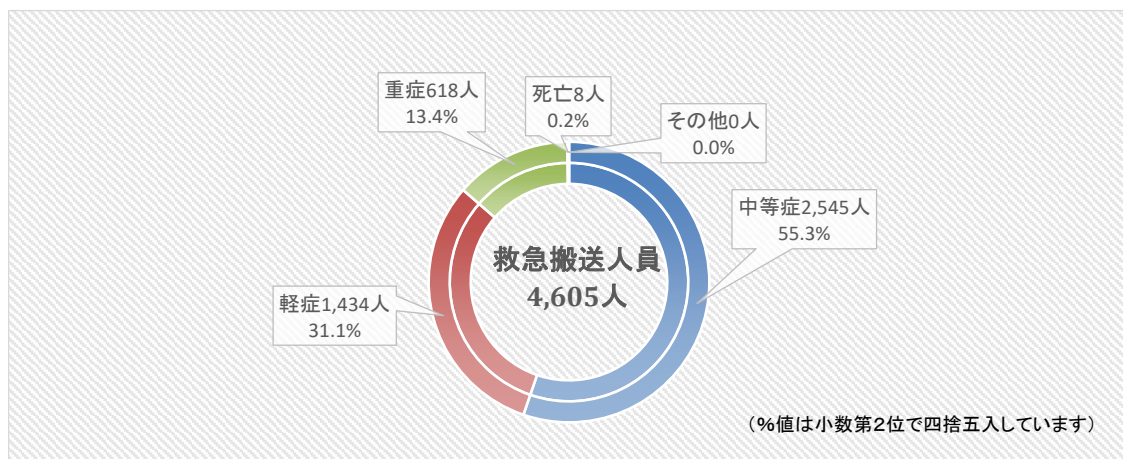 重症618人
13.4%
死亡8人
0.2%
その他0人
0.0%
中等症2,545人
55.3%
救急搬送人員
4,605人
軽症1,434人
31.1%
（％値は小数第２位で四捨五入しています）